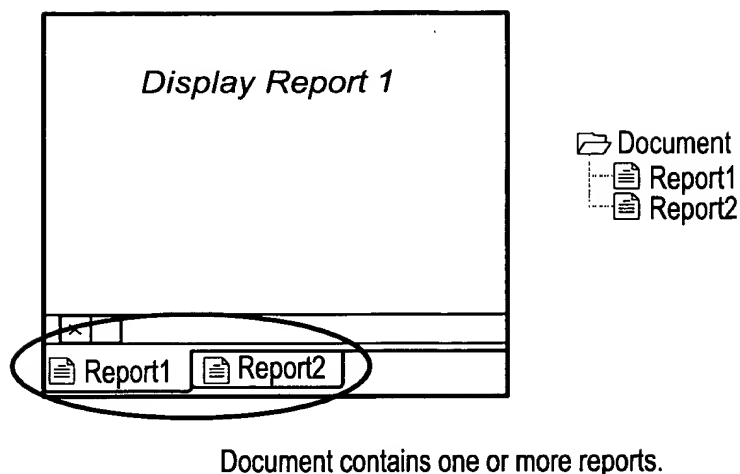 Display Report 1
Document
Report1
Report2
Report1
Report2
Document contains one or more reports.